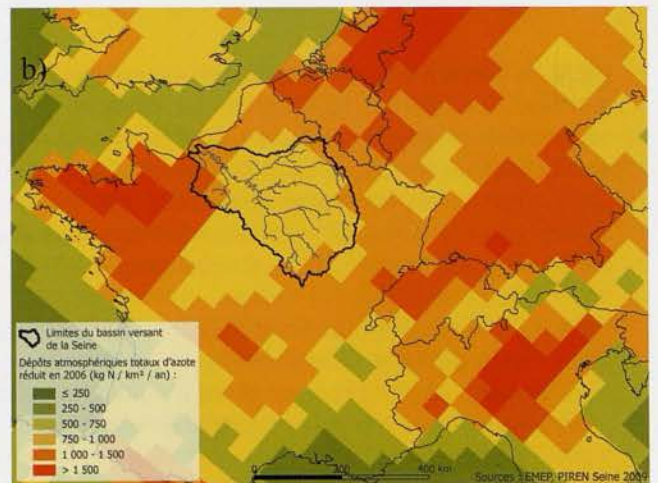 b)
Limites du bassin versant
de la Seine
Dépôts atmosphériques totaux d'azote
réduit en 2006 (kg N / km² / an) :
≤ 250
250 - 500
500 - 750
750 - 1 000
1 000 - 1 500
> 1 500
0 200 400 km
Sources : EMEP, PIREN Seine 2009